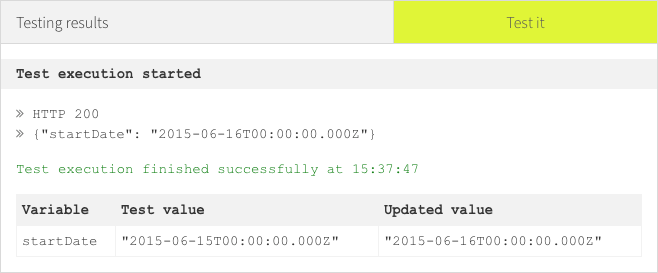 Testing results Test it
Test execution started
» HTTP 200
» {"startDate": "2015-06-16T00:00:00.000Z"}
Test execution finished successfully at 15:37:47
Variable Test value Updated value
startDate "2015-06-15T00:00:00.000Z" "2015-06-16T00:00:00.000Z"